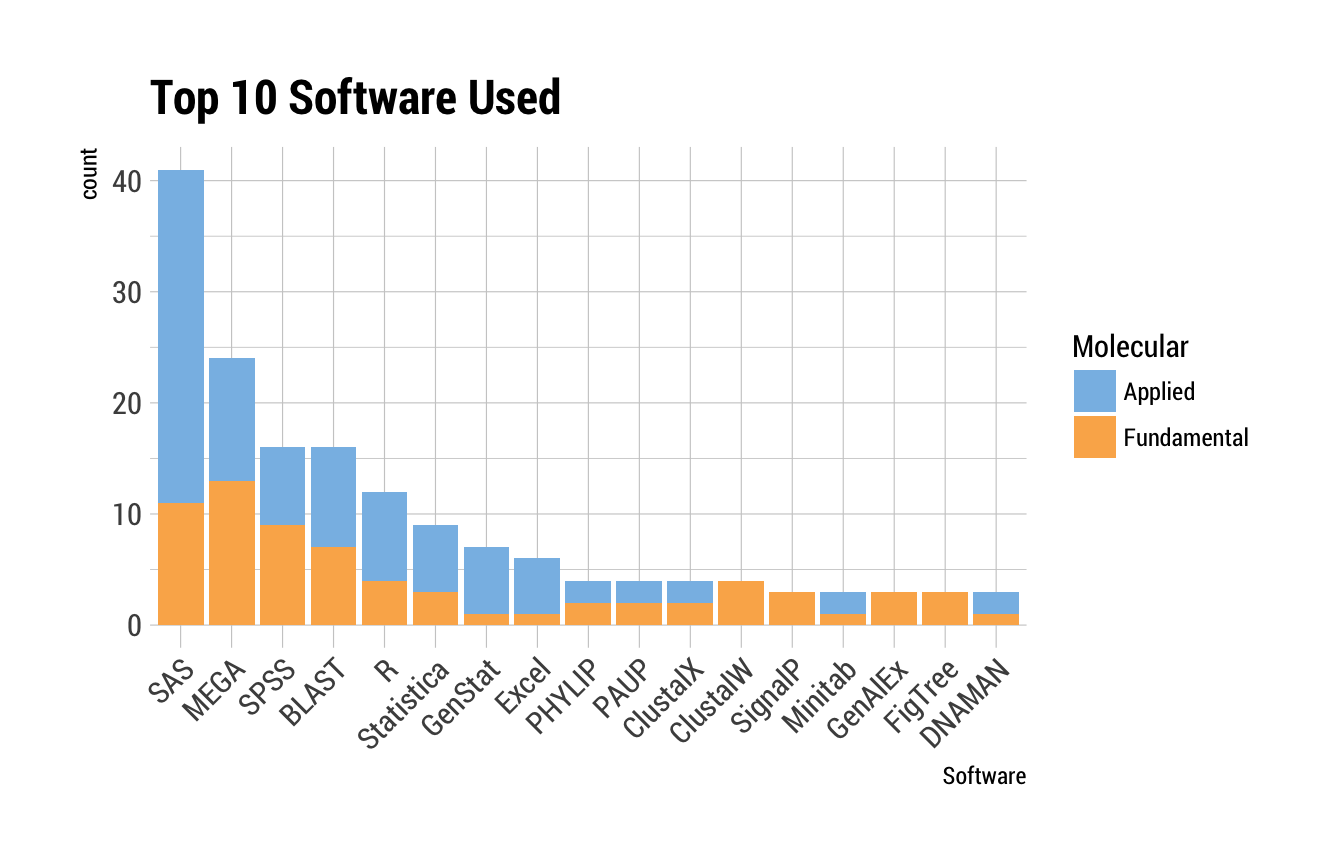 Top 10 Software Used
count
40
30
20
10
0
SAS
MEGA
SPSS
BLAST
R
Statistica
GenStat
Excel
PHYLIP
PAUP
ClustalX
ClustalW
SignalP
Minitab
GenAlEx
FigTree
DNAMAN
Software
Molecular
Applied
Fundamental